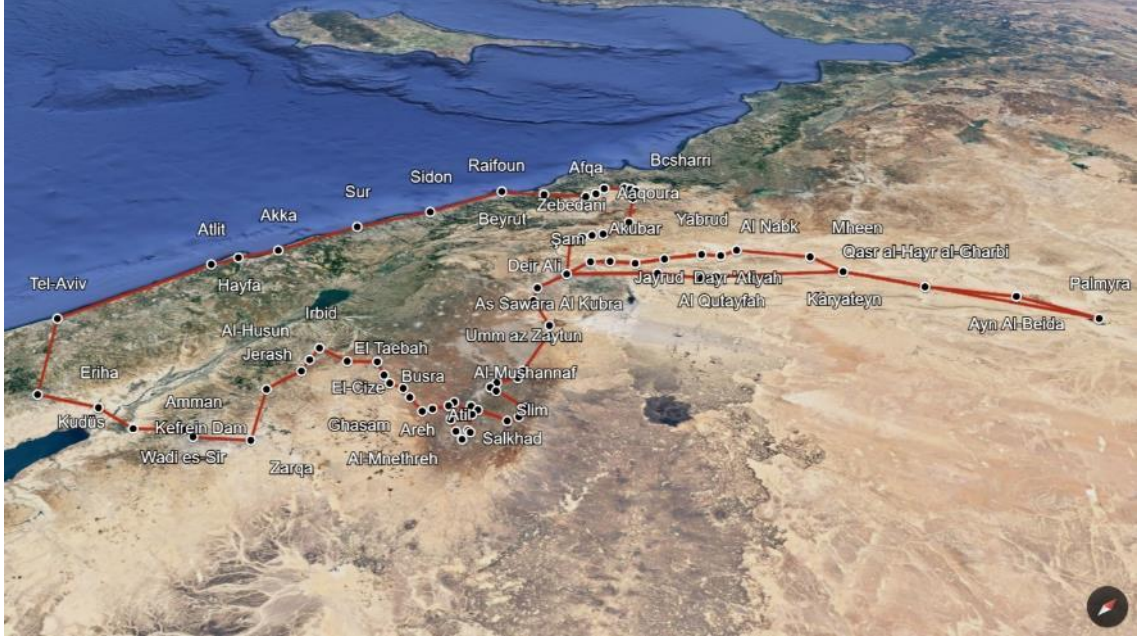 Bcsharri
Afqa
Raifoun
Aaqoura
Sidon
Zebedani
Sur
Beyrut
Yabrud
Akubar
Al Nabk
Mheen
Akka
Şam
Atlit
Qasr al-Hayr al-Gharbi
Deir Ali
Jayrud
Dayr 'Atiyah
Palmyra
Tel-Aviv
Hayfa
As Sawara Al Kubra
Al Qutayfah
Karyateyn
Irbid
Ayn Al-Beida
Al-Husun
Umm az Zaytun
Jerash
El Taebah
Eriha
Al-Mushannaf
El-Cize
Busra
Amman
Slim
Atil
Kudüs
Kefrein Dam
Ghasam
Areh
Salkhad
Wadi es-Sir
Al-Mnethreh
Zarqa